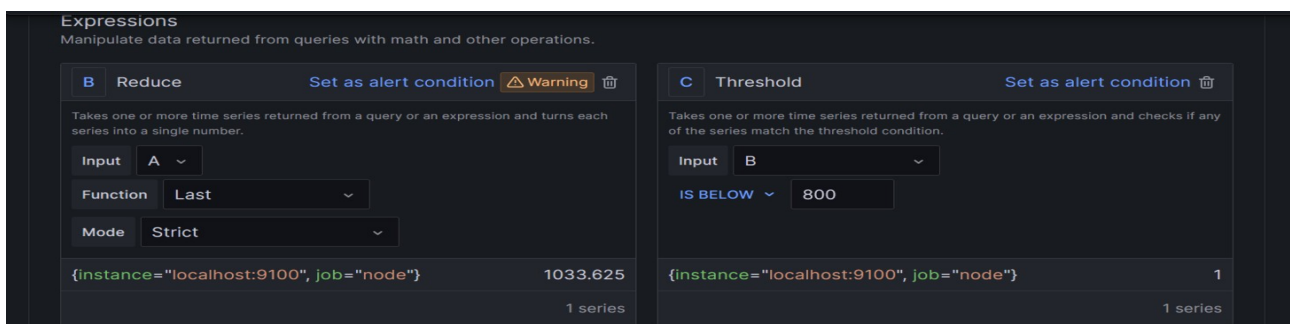 Expressions
Manipulate data returned from queries with math and other operations.
B Reduce Set as alert condition Warning
Takes one or more time series returned from a query or an expression and turns each
series into a single number.
Input A
Function Last
Mode Strict
{instance="localhost:9100", job="node"} 1033.625
1 series
C Threshold Set as alert condition
Takes one or more time series returned from a query or an expression and checks if any
of the series match the threshold condition.
Input B
IS BELOW 800
{instance="localhost:9100", job="node"} 1
1 series